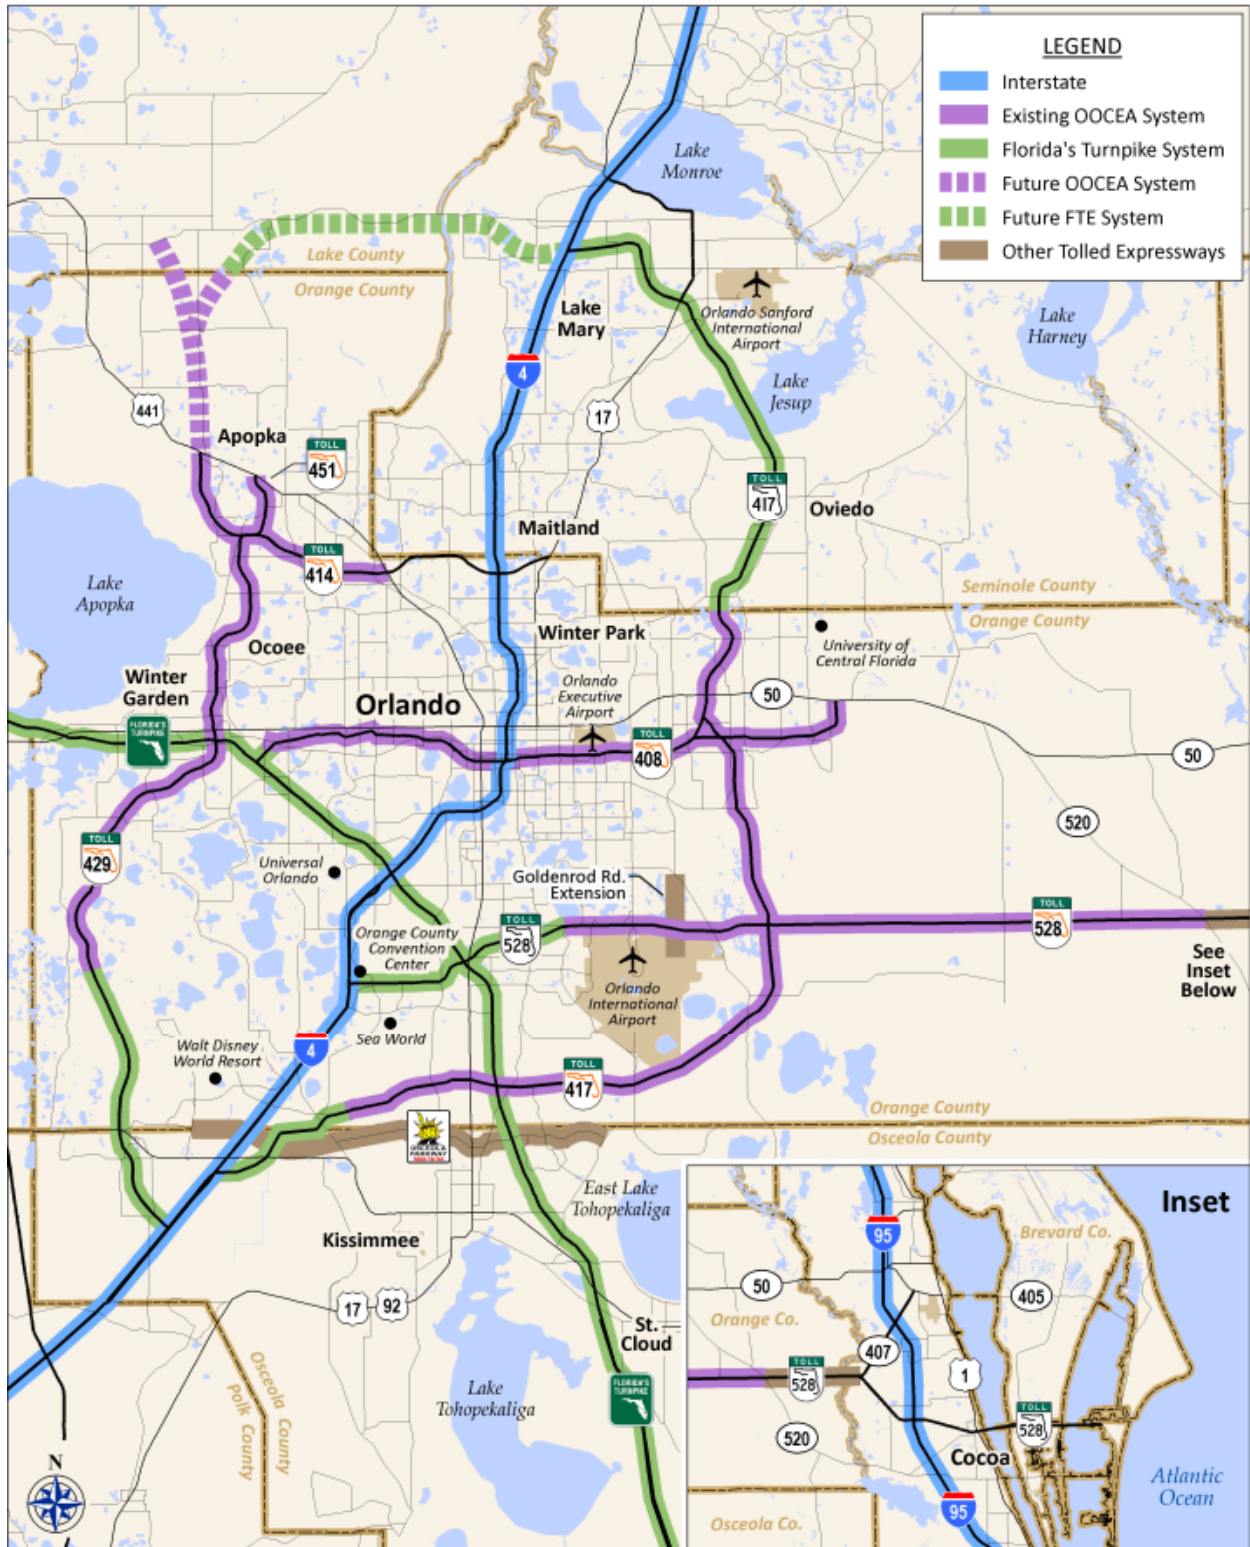 LEGEND
Interstate
Existing OOCEA System
Florida's Turnpike System
Future OOCEA System
Future FTE System
Other Tolled Expressways
Lake
Monroe
Lake County
Orange County
Lake
Mary
Orlando Sanford
International
Airport
Lake
Harney
4
Lake
Jesup
441
17
Apopka
TOLL
451
TOLL
417
Oviedo
Maitland
TOLL
414
Lake
Apopka
Seminole County
Orange County
Winter Park
University of
Central Florida
Ocoee
Winter
Garden
Orlando
Orlando
Executive
Airport
50
FLORIDA'S
TURNPIKE
TOLL
408
50
520
TOLL
429
Universal
Orlando
Goldenrod Rd.
Extension
Orange County
Convention
Center
TOLL
528
TOLL
528
See
Inset
Below
Orlando
International
Airport
Sea World
4
Walt Disney
World Resort
TOLL
417
Orange County
Osceola County
OSCEOLA
PARKWAY
East Lake
Tohopekaliga
Kissimmee
17
92
St.
Cloud
Osceola County
Polk County
Lake
Tohopekaliga
FLORIDA'S
TURNPIKE
N
Inset
95
Brevard Co.
50
405
Orange Co.
407
1
TOLL
528
TOLL
528
520
Cocoa
Atlantic
Ocean
95
Osceola Co.